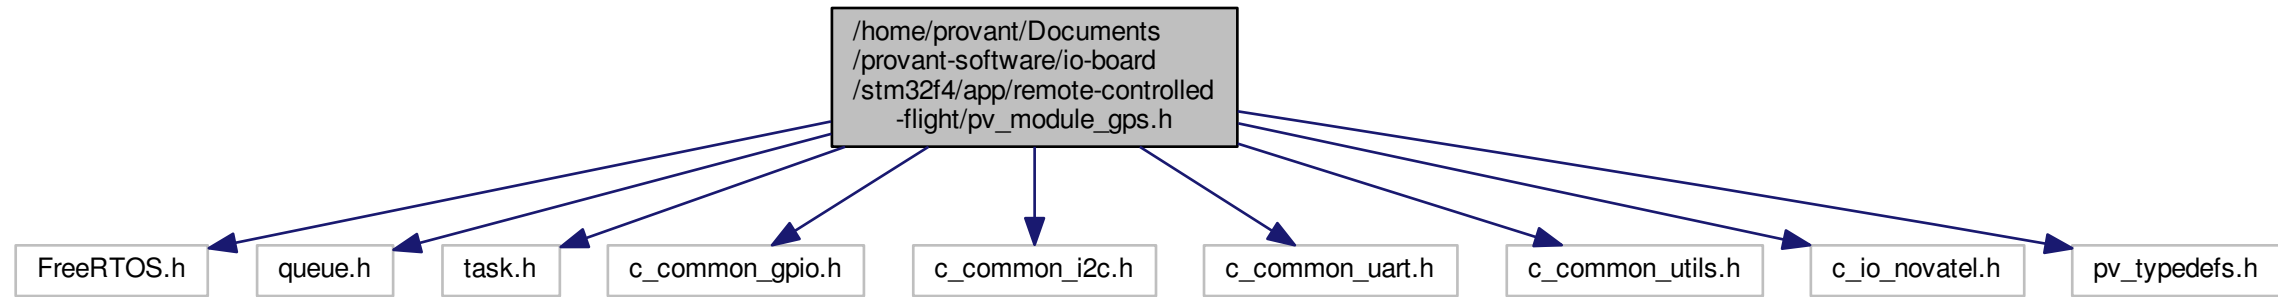 /home/provant/Documents
/provant-software/io-board
/stm32f4/app/remote-controlled
-flight/pv_module_gps.h
FreeRTOS.h
queue.h
task.h
c_common_gpio.h
c_common_i2c.h
c_common_uart.h
c_common_utils.h
c_io_novatel.h
pv_typedefs.h